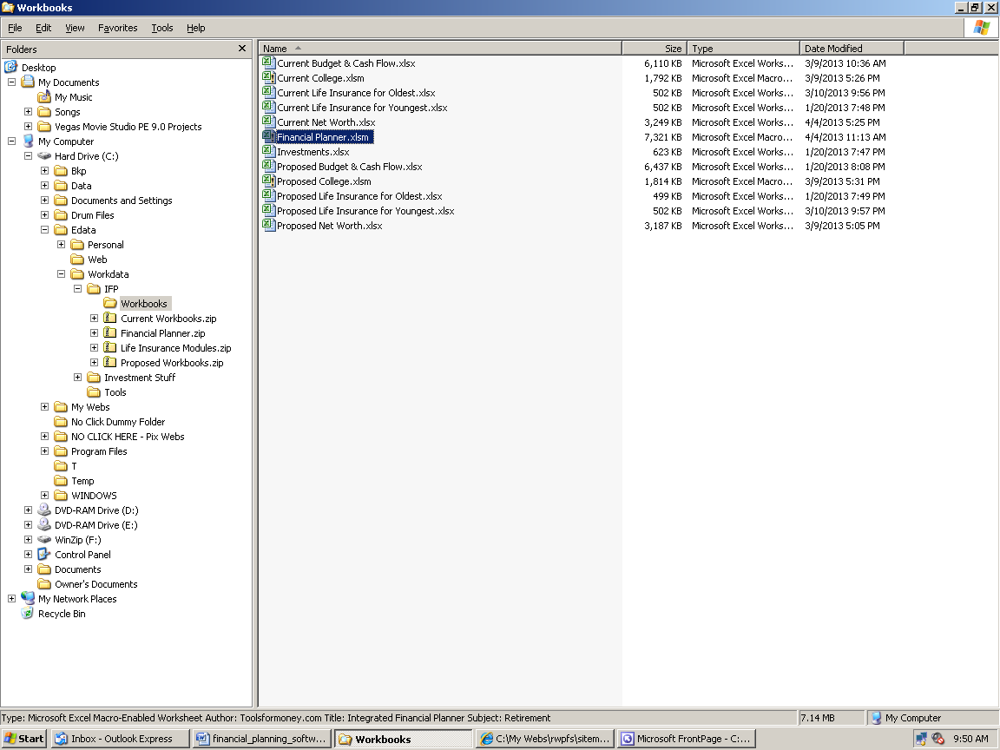 Workbooks
File Edit View Favorites Tools Help
Folders
Desktop
My Documents
My Music
Songs
Vegas Movie Studio PE 9.0 Projects
My Computer
Hard Drive (C:)
Bkp
Data
Documents and Settings
Drum Files
Edata
Personal
Web
Workdata
IFP
Workbooks
Current Workbooks.zip
Financial Planner.zip
Life Insurance Modules.zip
Proposed Workbooks.zip
Investment Stuff
Tools
My Webs
No Click Dummy Folder
NO CLICK HERE - Pix Webs
Program Files
T
Temp
WINDOWS
DVD-RAM Drive (D:)
DVD-RAM Drive (E:)
WinZip (F:)
Control Panel
Documents
Owner's Documents
My Network Places
Recycle Bin
Name Size Type Date Modified
Current Budget & Cash Flow.xlsx 6,110 KB Microsoft Excel Works... 3/9/2013 10:36 AM
Current College.xlsm 1,792 KB Microsoft Excel Macro... 3/9/2013 5:26 PM
Current Life Insurance for Oldest.xlsx 502 KB Microsoft Excel Works... 3/10/2013 9:56 PM
Current Life Insurance for Youngest.xlsx 502 KB Microsoft Excel Works... 1/20/2013 7:48 PM
Current Net Worth.xlsx 3,249 KB Microsoft Excel Works... 4/4/2013 5:25 PM
Financial Planner.xlsm 7,321 KB Microsoft Excel Macro... 4/4/2013 11:13 AM
Investments.xlsx 623 KB Microsoft Excel Works... 1/20/2013 7:47 PM
Proposed Budget & Cash Flow.xlsx 6,437 KB Microsoft Excel Works... 1/20/2013 8:08 PM
Proposed College.xlsm 1,814 KB Microsoft Excel Macro... 3/9/2013 5:31 PM
Proposed Life Insurance for Oldest.xlsx 499 KB Microsoft Excel Works... 1/20/2013 7:49 PM
Proposed Life Insurance for Youngest.xlsx 502 KB Microsoft Excel Works... 3/10/2013 9:57 PM
Proposed Net Worth.xlsx 3,187 KB Microsoft Excel Works... 3/9/2013 5:05 PM
Type: Microsoft Excel Macro-Enabled Worksheet Author: Toolsformoney.com Title: Integrated Financial Planner Subject: Retirement 7.14 MB My Computer
Start Inbox - Outlook Express financial_planning_softw... Workbooks C:\My Webs\rwpfs\sitem... Microsoft FrontPage - C:... 9:50 AM